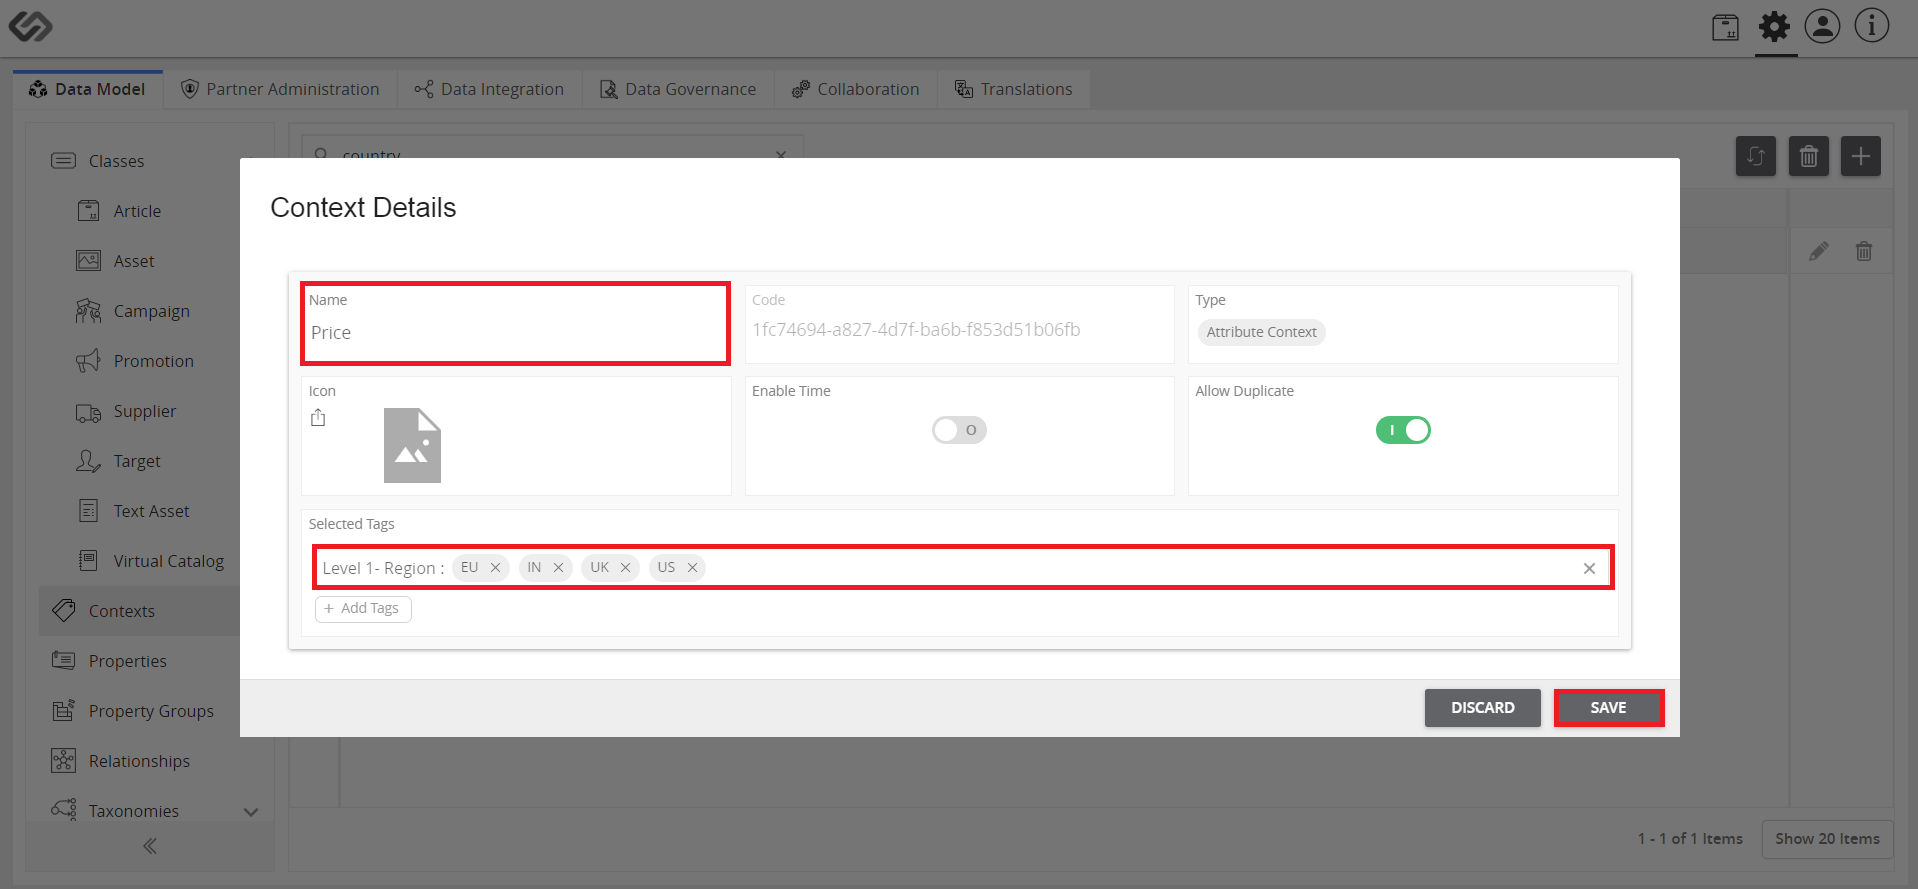 Data Model
Partner Administration
Data Integration
Data Governance
Collaboration
Translations
Classes
Article
Asset
Campaign
Promotion
Supplier
Target
Text Asset
Virtual Catalog
Contexts
Properties
Property Groups
Relationships
Taxonomies
country
Context Details
Name
Price
Code
1fc74694-a827-4d7f-ba6b-f853d51b06fb
Type
Attribute Context
Icon
Enable Time
Allow Duplicate
Selected Tags
Level 1- Region : EU IN UK US
+ Add Tags
DISCARD
SAVE
1 - 1 of 1 Items
Show 20 Items